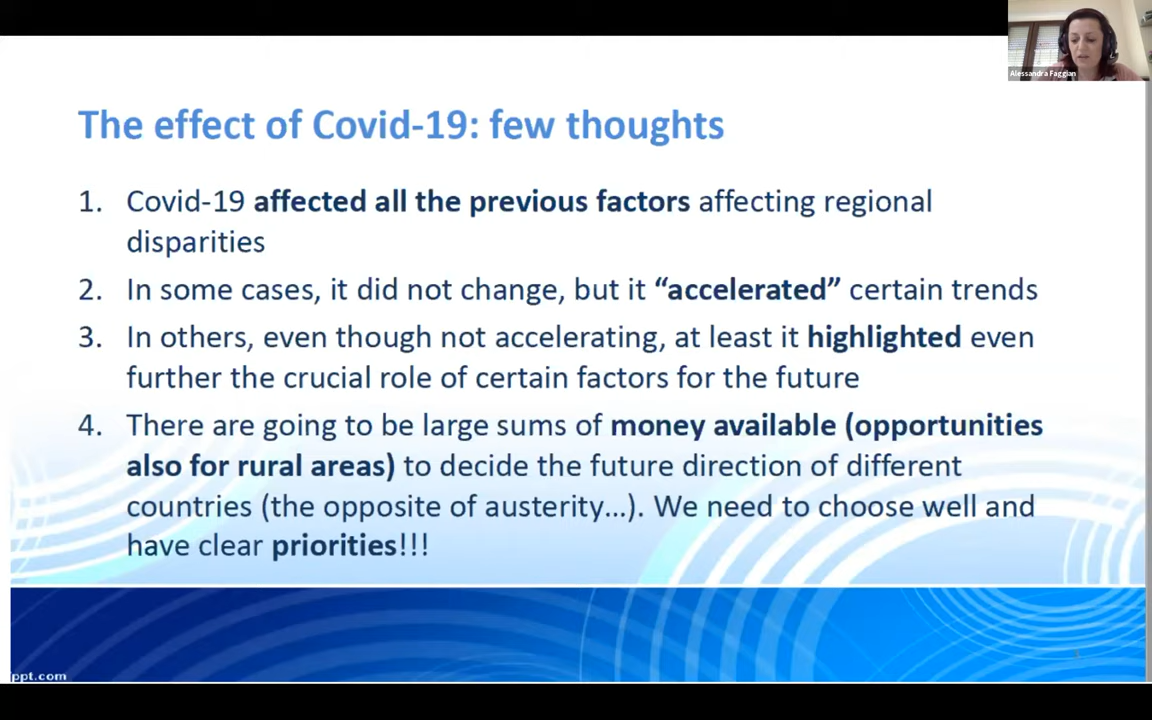 Alessandra Faggian
The effect of Covid-19: few thoughts
1. Covid-19 affected all the previous factors affecting regional
disparities
2. In some cases, it did not change, but it “accelerated” certain trends
3. In others, even though not accelerating, at least it highlighted even
further the crucial role of certain factors for the future
4. There are going to be large sums of money available (opportunities
also for rural areas) to decide the future direction of different
countries (the opposite of austerity...). We need to choose well and
have clear priorities!!!
ppt.com